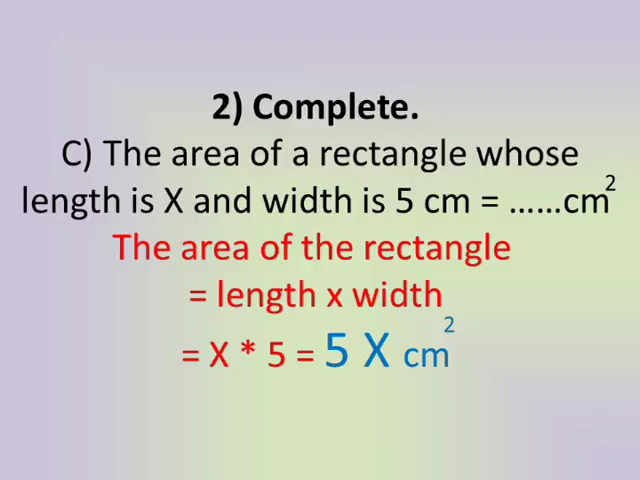 2) Complete.
C) The area of a rectangle whose
length is X and width is 5 cm = ......cm²
The area of the rectangle
= length x width
= X * 5 = 5 X cm²